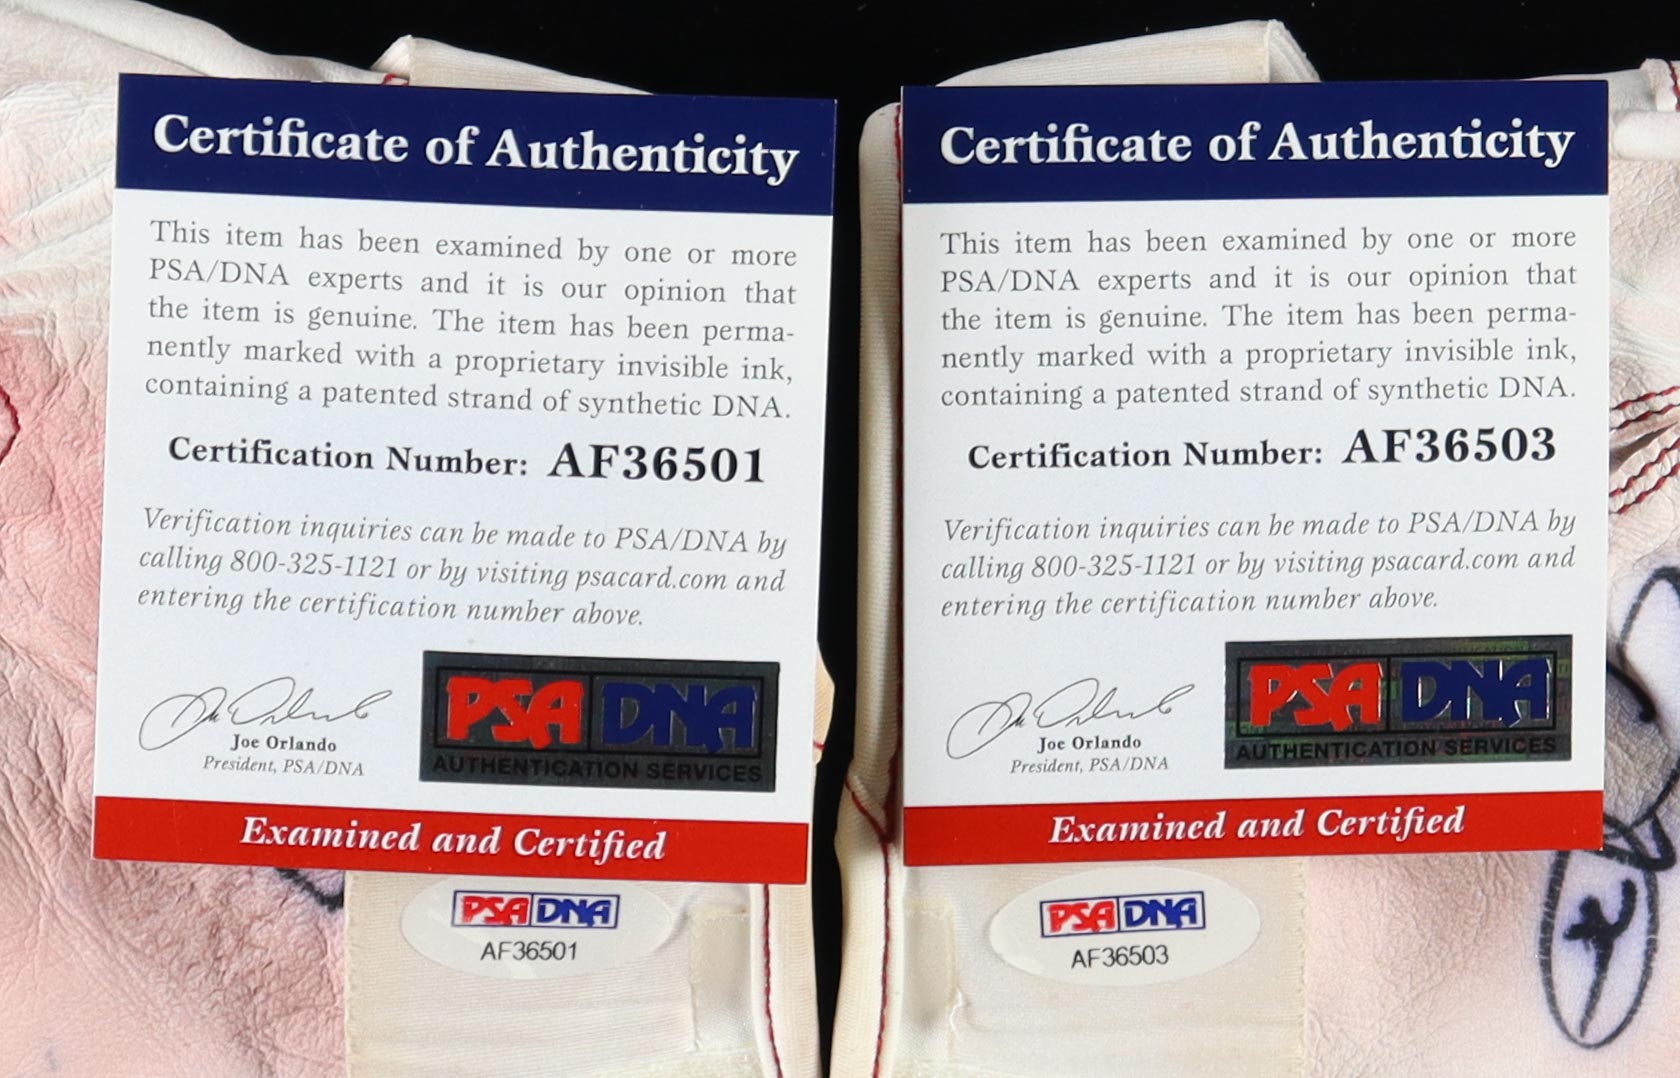 Certificate of Authenticity
This item has been examined by one or more
PSA/DNA experts and it is our opinion that
the item is genuine. The item has been perma-
nently marked with a proprietary invisible ink,
containing a patented strand of synthetic DNA.
Certification Number: AF36501
Verification inquiries can be made to PSA/DNA by
calling 800-325-1121 or by visiting psacard.com and
entering the certification number above.
Joe Orlando
President, PSA/DNA
PSA DNA
AUTHENTICATION SERVICES
Examined and Certified
PSA DNA
AF36501
Certificate of Authenticity
This item has been examined by one or more
PSA/DNA experts and it is our opinion that
the item is genuine. The item has been perma-
nently marked with a proprietary invisible ink,
containing a patented strand of synthetic DNA.
Certification Number: AF36503
Verification inquiries can be made to PSA/DNA by
calling 800-325-1121 or by visiting psacard.com and
entering the certification number above.
Joe Orlando
President, PSA/DNA
PSA DNA
AUTHENTICATION SERVICES
Examined and Certified
PSA DNA
AF36503